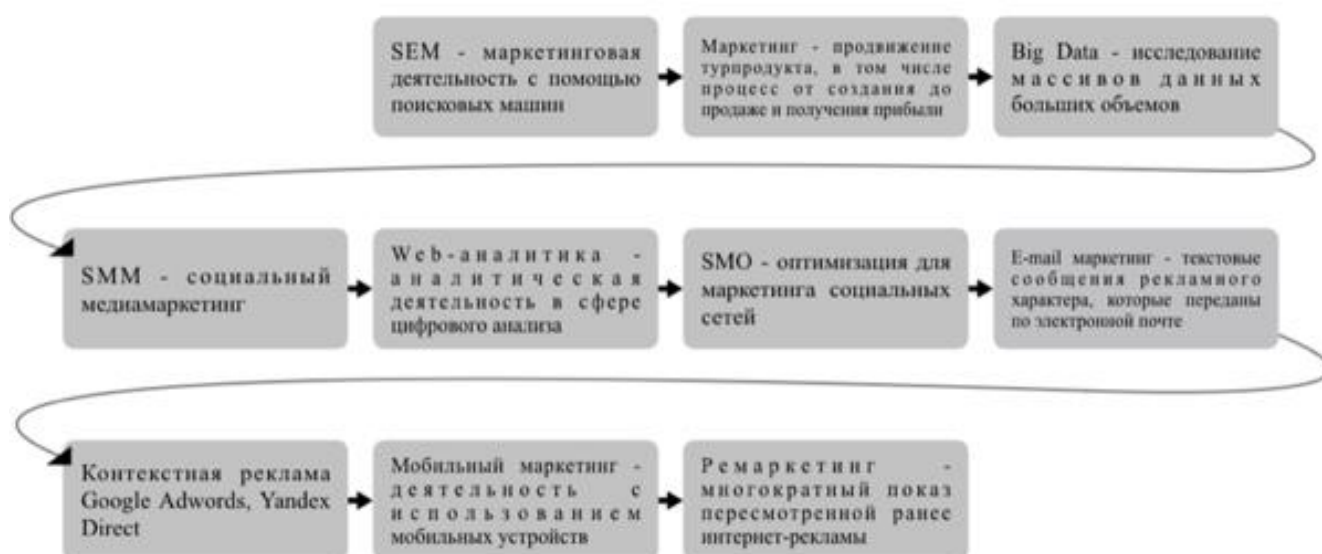 SEM - маркетинговая
деятельность с помощью
поисковых машин
Маркетинг - продвижение
турпродукта, в том числе
процесс от создания до
продаже и получения прибыли
Big Data - исследование
массивов данных
больших объемов
SMM - социальный
медиамаркетинг
Web-аналитика -
аналитическая
деятельность в сфере
цифрового анализа
SMO - оптимизация для
маркетинга социальных
сетей
E-mail маркетинг - текстовые
сообщения рекламного
характера, которые переданы
по электронной почте
Контекстная реклама
Google Adwords, Yandex
Direct
Мобильный маркетинг -
деятельность с
использованием
мобильных устройств
Ремаркетинг -
многократный показ
пересмотренной ранее
интернет-рекламы